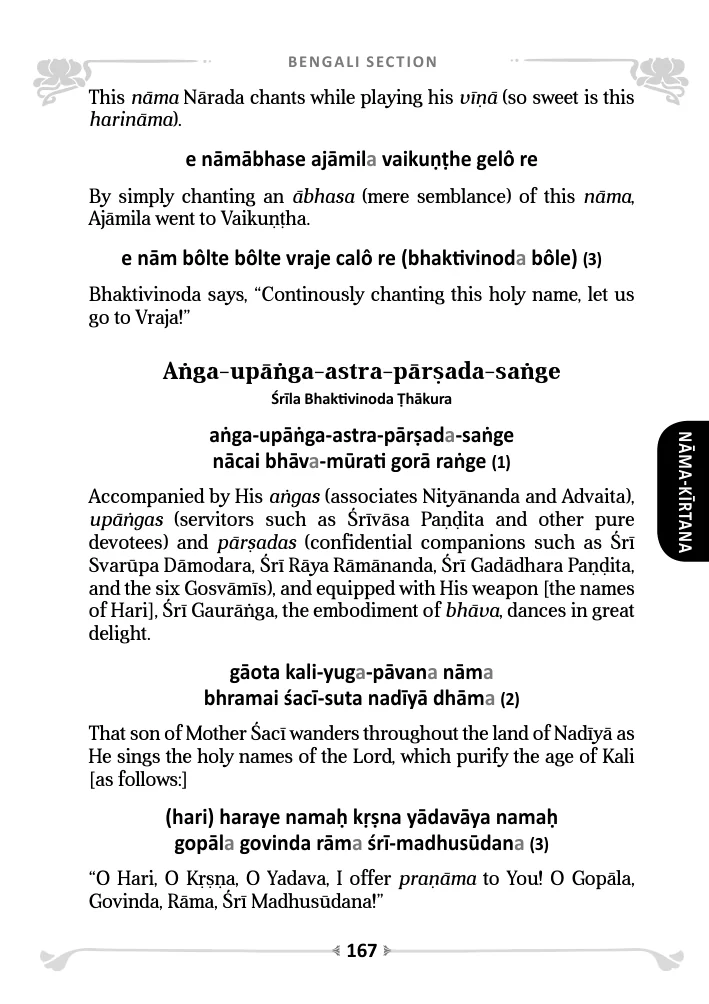 BENGALI SECTION
This nāma Nārada chants while playing his vīṇā (so sweet is this
harināma).
e nāmābhase ajāmila vaikuṇṭhe gelô re
By simply chanting an ābhasa (mere semblance) of this nāma,
Ajāmila went to Vaikuṇṭha.
e nām bôlte bôlte vraje calô re (bhaktivinoda bôle) (3)
Bhaktivinoda says, “Continously chanting this holy name, let us
go to Vraja!”
Aṅga-upāṅga-astra-pārṣada-saṅge
Śrīla Bhaktivinoda Ṭhākura
aṅga-upāṅga-astra-pārṣada-saṅge
nācai bhāva-mūrati gorā raṅge (1)
Accompanied by His aṅgas (associates Nityānanda and Advaita),
upāṅgas (servitors such as Śrīvāsa Paṇḍita and other pure
devotees) and pārṣadas (confidential companions such as Śrī
Svarūpa Dāmodara, Śrī Rāya Rāmānanda, Śrī Gadādhara Paṇḍita,
and the six Gosvāmīs), and equipped with His weapon [the names
of Hari], Śrī Gaurāṅga, the embodiment of bhāva, dances in great
delight.
NĀMA-KĪRTANA
gāota kali-yuga-pāvana nāma
bhramai śacī-suta nadīyā dhāma (2)
That son of Mother Śacī wanders throughout the land of Nadīyā as
He sings the holy names of the Lord, which purify the age of Kali
[as follows:]
(hari) haraye namaḥ kṛṣna yādavāya namaḥ
gopāla govinda rāma śrī-madhusūdana (3)
“O Hari, O Kṛṣṇa, O Yadava, I offer praṇāma to You! O Gopāla,
Govinda, Rāma, Śrī Madhusūdana!”
167